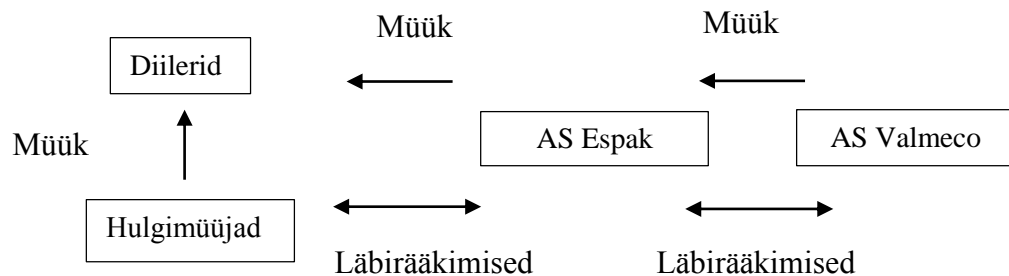 Müük
Müük
Diilerid
AS Espak
AS Valmeco
Müük
Hulgimüüjad
Läbirääkimised
Läbirääkimised